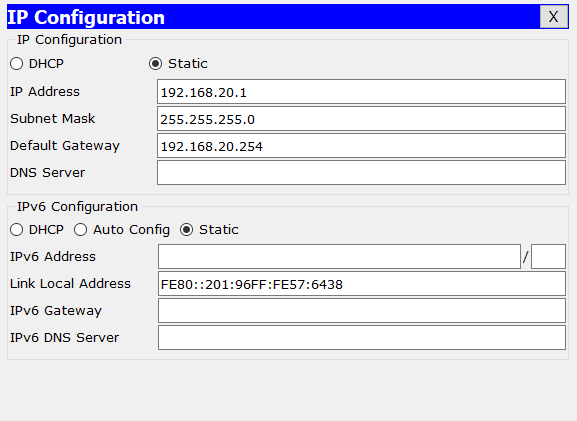 IP Configuration X
IP Configuration
DHCP Static
IP Address 192.168.20.1
Subnet Mask 255.255.255.0
Default Gateway 192.168.20.254
DNS Server
IPv6 Configuration
DHCP Auto Config Static
IPv6 Address /
Link Local Address FE80::201:96FF:FE57:6438
IPv6 Gateway
IPv6 DNS Server